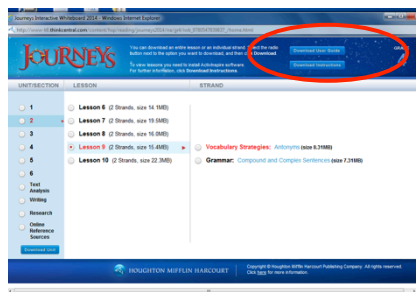 Journeys Interactive Whiteboard 2014 - Windows Internet Explorer
JOURNEYS
You can download an entire lesson or an individual strand. Select the radio
button next to the option you want to download, and then click Download.
To view lessons you need to install ActivInspire software.
For further information, click Download Instructions.
Download User Guide
Download Instructions
GRA
UNIT/SECTION
LESSON
STRAND
1
2
3
4
5
6
Text
Analysis
Writing
Research
Online
Reference
Sources
Download Unit
Lesson 6 (2 Strands, size 14.1MB)
Lesson 7 (2 Strands, size 19.5MB)
Lesson 8 (2 Strands, size 16.0MB)
Lesson 9 (2 Strands, size 15.4MB)
Lesson 10 (2 Strands, size 22.3MB)
Vocabulary Strategies: Antonyms (size 6.31MB)
Grammar: Compound and Complex Sentences (size 7.31MB)
HOUGHTON MIFFLIN HARCOURT
Copyright © Houghton Mifflin Harcourt Publishing Company. All rights reserved.
Click here for more information.